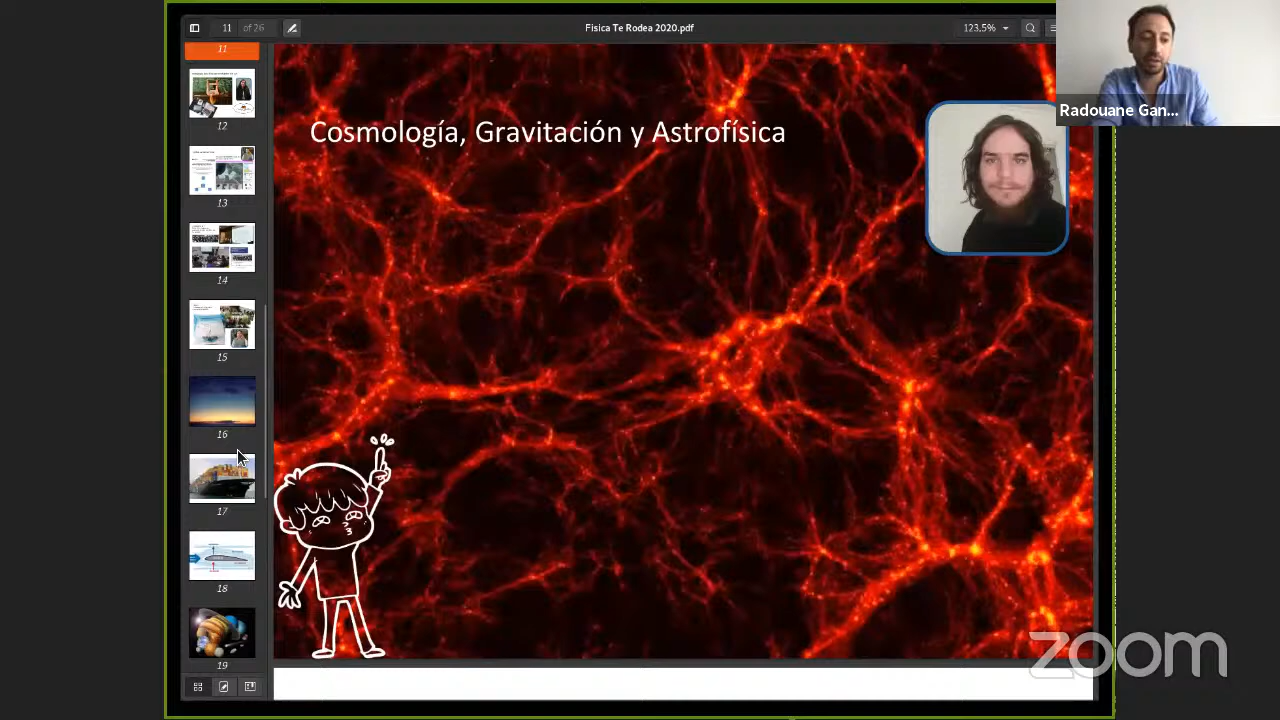 11 of 26
Fisica Te Rodea 2020.pdf
123,5%
Radouane Gan...
11
12
13
14
15
16
17
18
19
Cosmología, Gravitación y Astrofísica
zoom